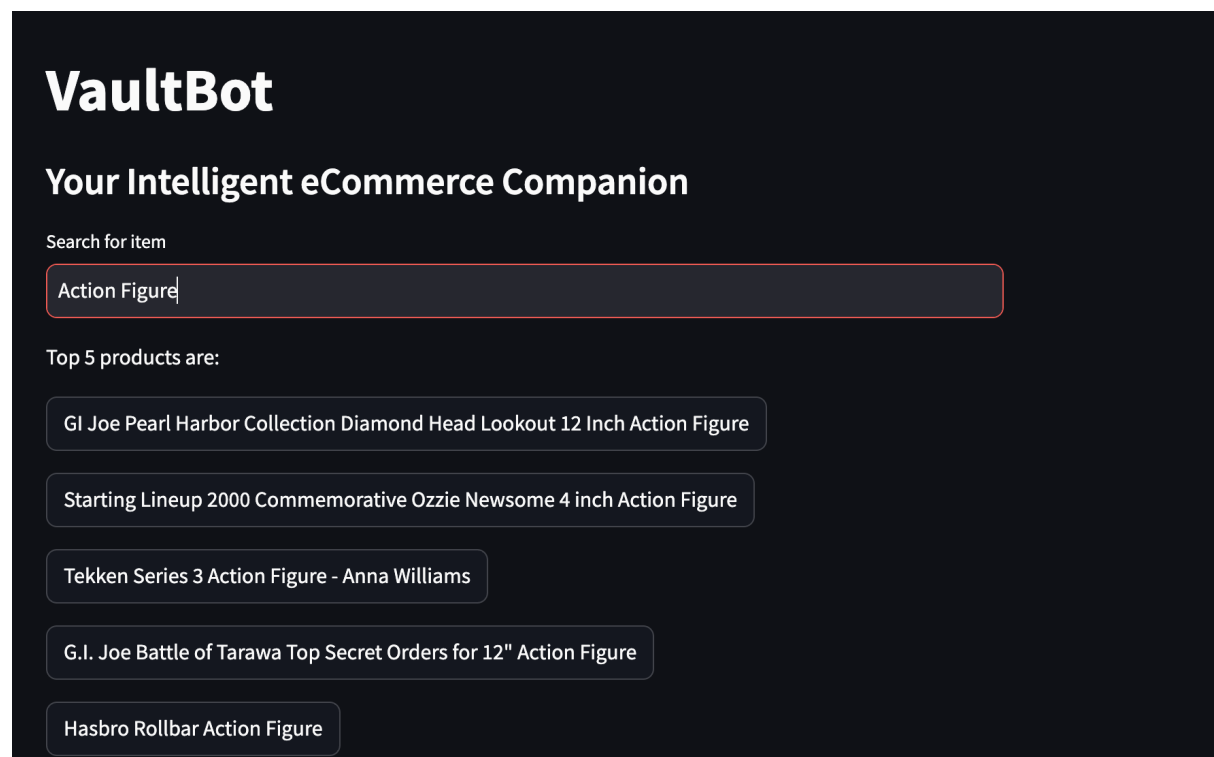 VaultBot
Your Intelligent eCommerce Companion
Search for item
Action Figure
Top 5 products are:
GI Joe Pearl Harbor Collection Diamond Head Lookout 12 Inch Action Figure
Starting Lineup 2000 Commemorative Ozzie Newsome 4 inch Action Figure
Tekken Series 3 Action Figure - Anna Williams
G.I. Joe Battle of Tarawa Top Secret Orders for 12" Action Figure
Hasbro Rollbar Action Figure